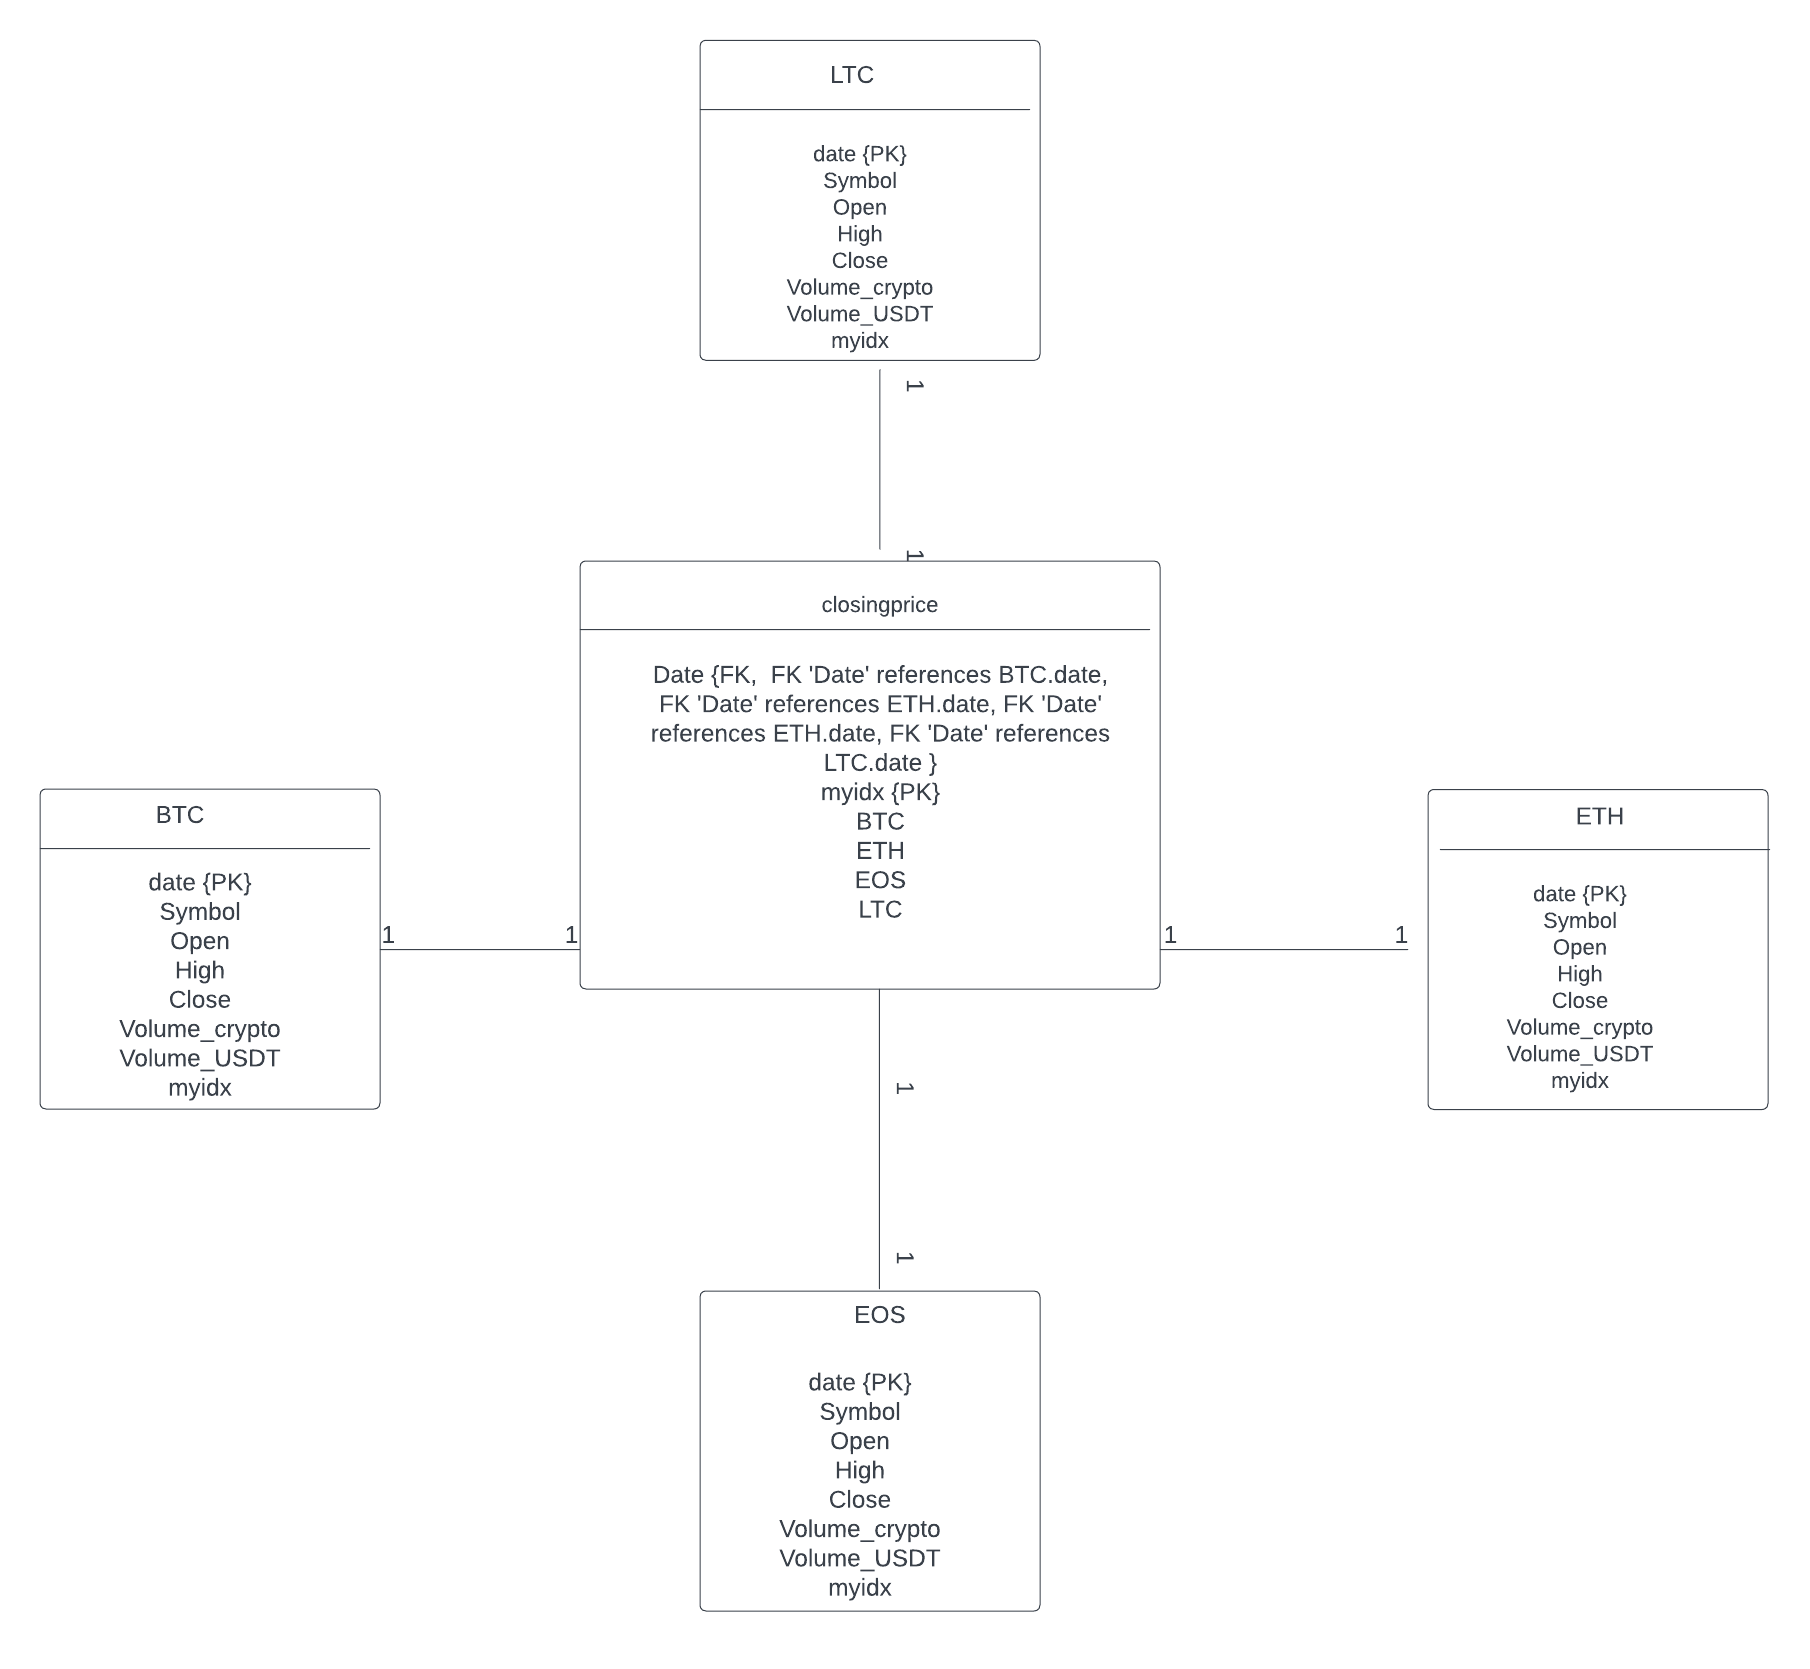 LTC
date {PK}
Symbol
Open
High
Close
Volume_crypto
Volume_USDT
myidx
1
1
closingprice
Date {FK,  FK 'Date' references BTC.date,
FK 'Date' references ETH.date, FK 'Date'
references ETH.date, FK 'Date' references
LTC.date }
myidx {PK}
BTC
ETH
EOS
LTC
BTC
date {PK}
Symbol
Open
High
Close
Volume_crypto
Volume_USDT
myidx
1
1
1
1
ETH
date {PK}
Symbol
Open
High
Close
Volume_crypto
Volume_USDT
myidx
1
1
EOS
date {PK}
Symbol
Open
High
Close
Volume_crypto
Volume_USDT
myidx